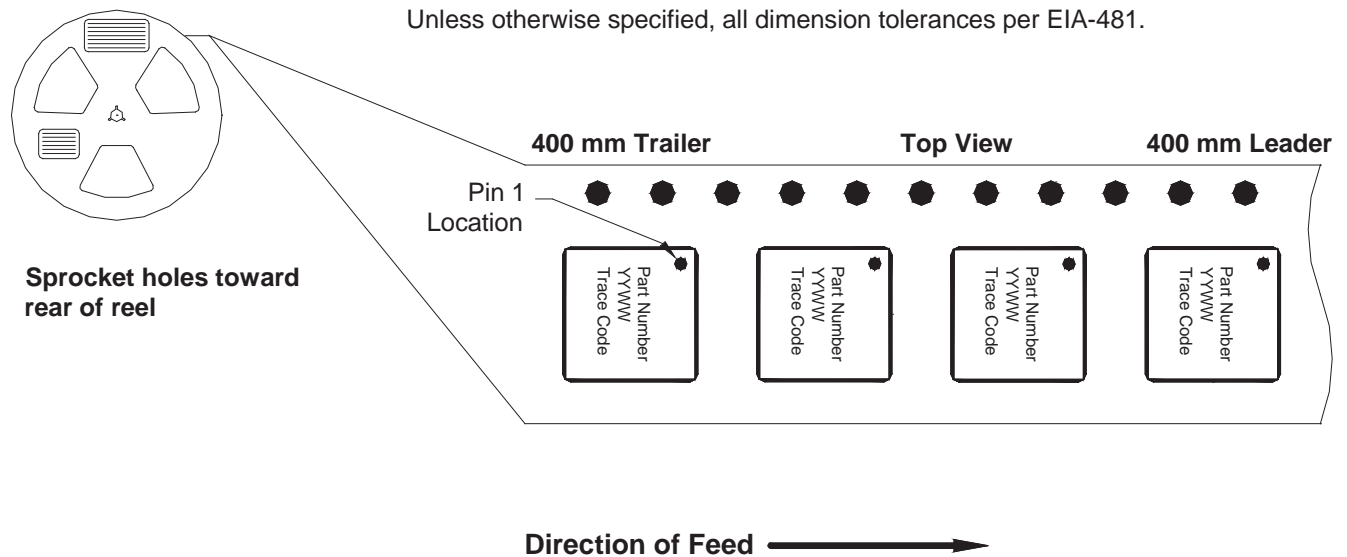 Unless otherwise specified, all dimension tolerances per EIA-481.
400 mm Trailer
Top View
400 mm Leader
Pin 1
Location
Sprocket holes toward
rear of reel
Part Number
YYWW
Trace Code
Part Number
YYWW
Trace Code
Part Number
YYWW
Trace Code
Part Number
YYWW
Trace Code
Direction of Feed